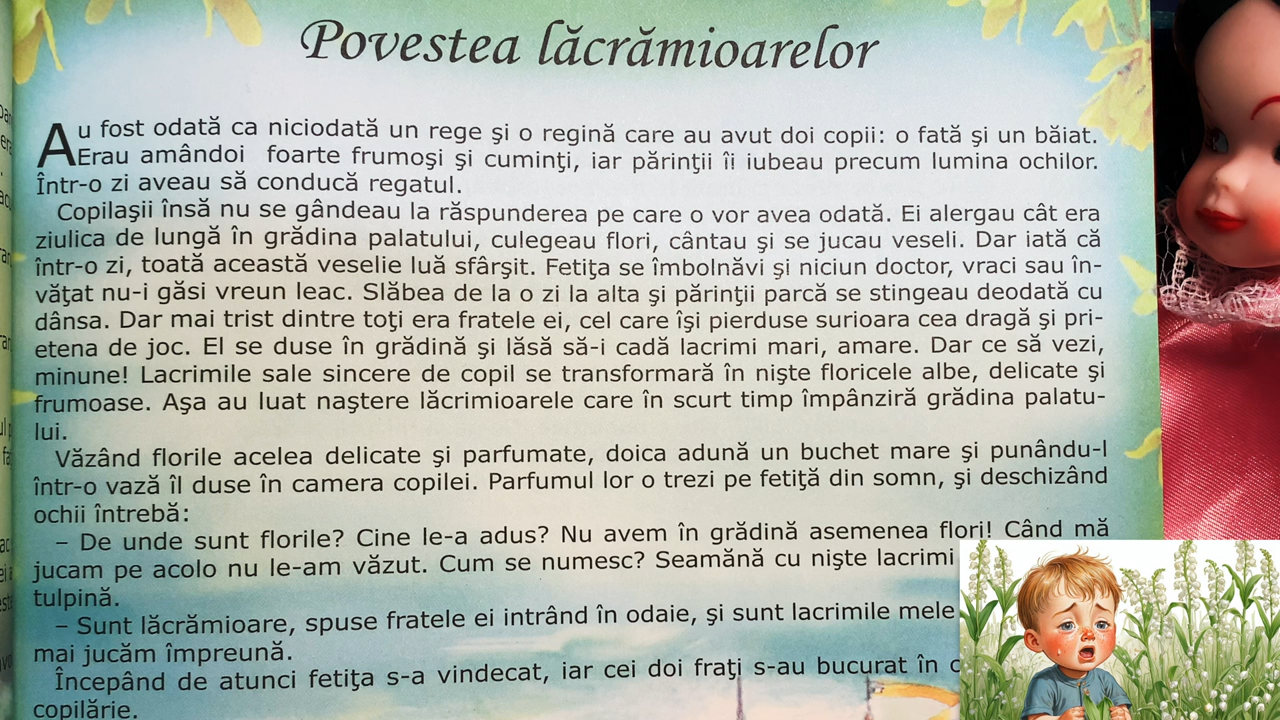 Povestea lăcrămioarelor
Au fost odată ca niciodată un rege şi o regină care au avut doi copii: o fată şi un băiat.
Erau amândoi foarte frumoşi şi cuminţi, iar părinţii îi iubeau precum lumina ochilor.
Într-o zi aveau să conducă regatul.
Copilaşii însă nu se gândeau la răspunderea pe care o vor avea odată. Ei alergau cât era
ziulica de lungă în grădina palatului, culegeau flori, cântau şi se jucau veseli. Dar iată că
într-o zi, toată această veselie luă sfârşit. Fetiţa se îmbolnăvi şi niciun doctor, vraci sau în-
văţat nu-i găsi vreun leac. Slăbea de la o zi la alta şi părinţii parcă se stingeau deodată cu
dânsa. Dar mai trist dintre toţi era fratele ei, cel care îşi pierduse surioara cea dragă şi pri-
etena de joc. El se duse în grădină şi lăsă să-i cadă lacrimi mari, amare. Dar ce să vezi,
minune! Lacrimile sale sincere de copil se transformară în nişte floricele albe, delicate şi
frumoase. Aşa au luat naştere lăcrimioarele care în scurt timp împânziră grădina palatu-
lui.
Văzând florile acelea delicate şi parfumate, doica adună un buchet mare şi punându-l
într-o vază îl duse în camera copilei. Parfumul lor o trezi pe fetiţă din somn, şi deschizând
ochii întrebă:
– De unde sunt florile? Cine le-a adus? Nu avem în grădină asemenea flori! Când mă
jucam pe acolo nu le-am văzut. Cum se numesc? Seamănă cu nişte lacrimi
tulpină.
– Sunt lăcrămioare, spuse fratele ei intrând în odaie, şi sunt lacrimile mele
mai jucăm împreună.
Începând de atunci fetiţa s-a vindecat, iar cei doi fraţi s-au bucurat în
copilărie.